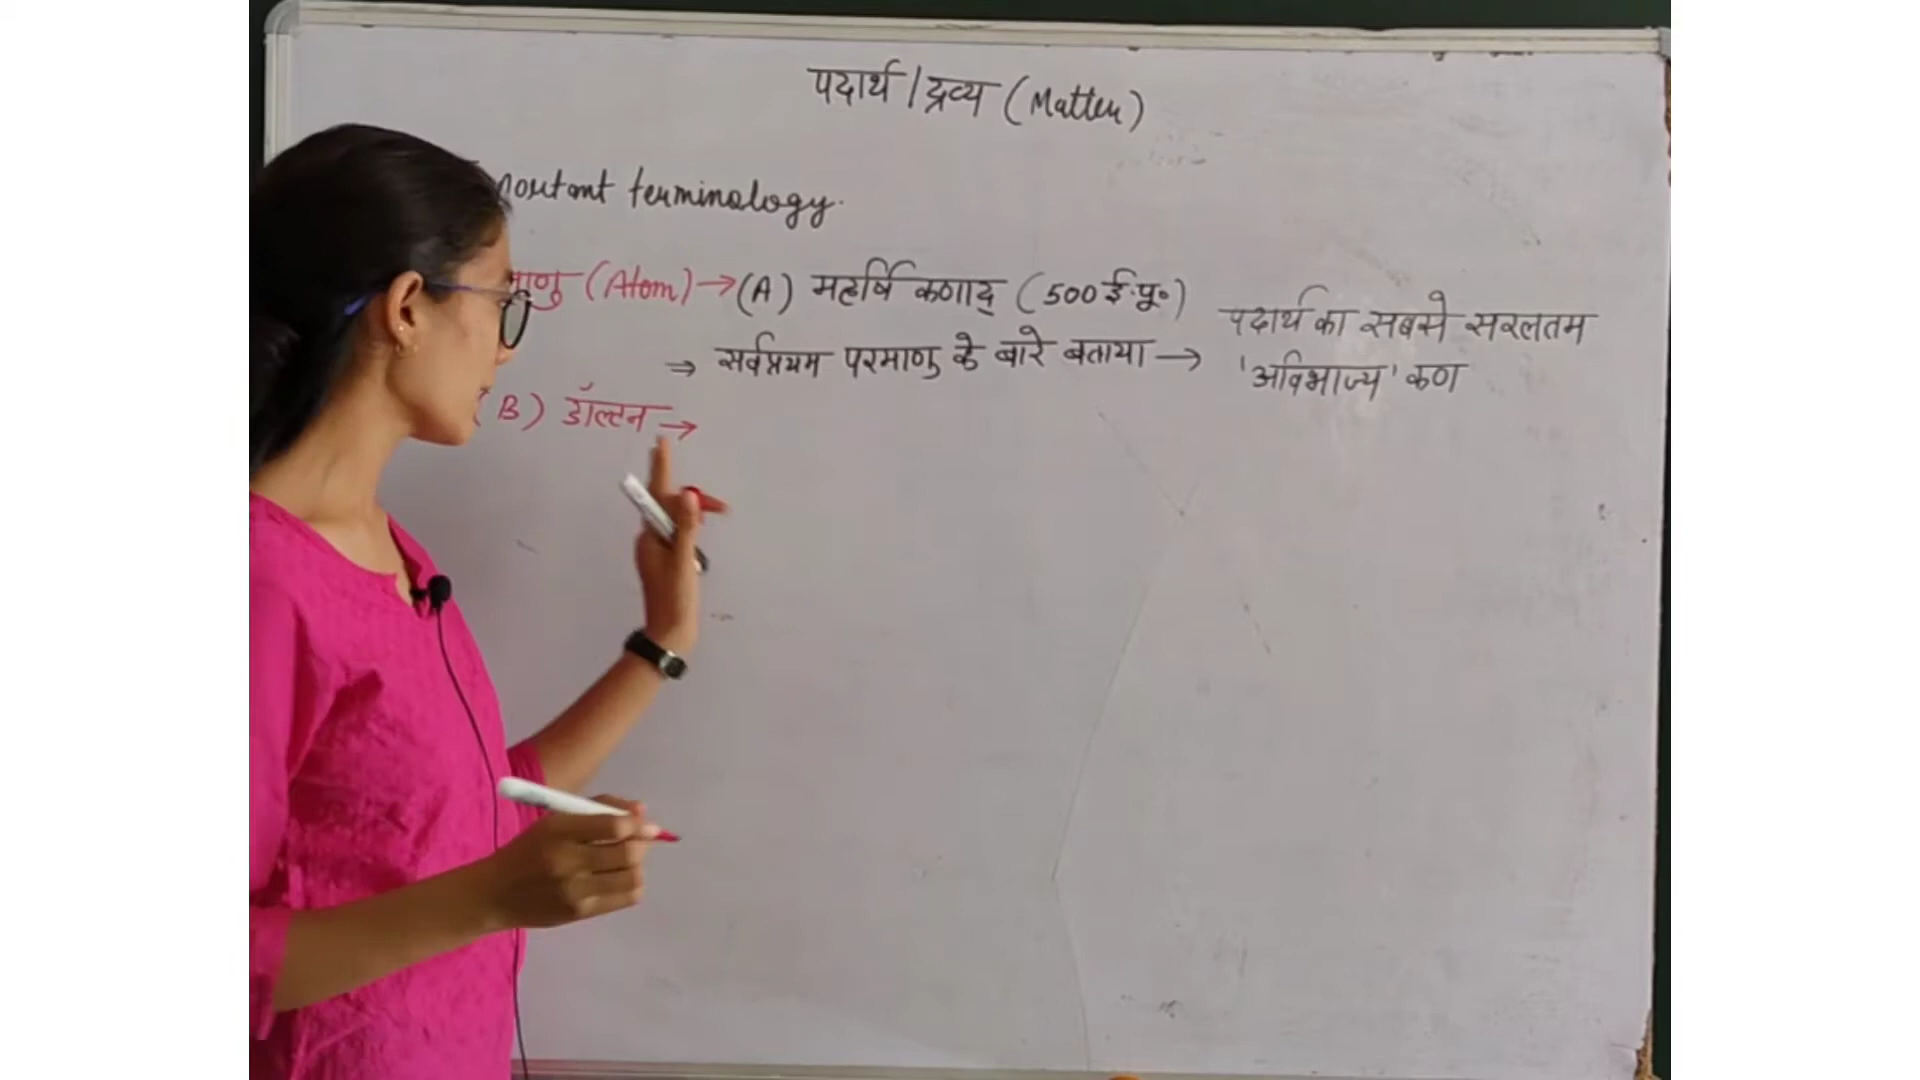 पदार्थ / द्रव्य (Matter)
terminology.
(Atom) → (A) महर्षि कणाद् (500 ई.पू॰)
⇒ सर्वप्रथम परमाणु के बारे बताया → पदार्थ का सबसे सरलतम
'अविभाज्य' कण
(B) डॉल्टन →